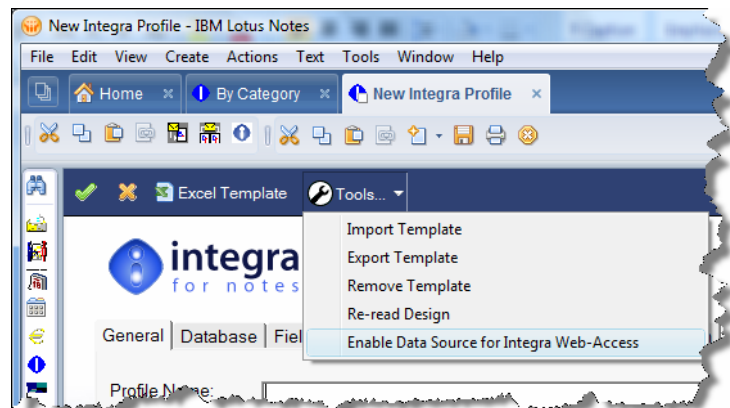 New Integra Profile - IBM Lotus Notes
File Edit View Create Actions Text Tools Window Help
Home By Category New Integra Profile
Excel Template Tools...
Import Template
Export Template
Remove Template
Re-read Design
Enable Data Source for Integra Web-Access
integra
for notes
General Database Fiel
Profile Name: